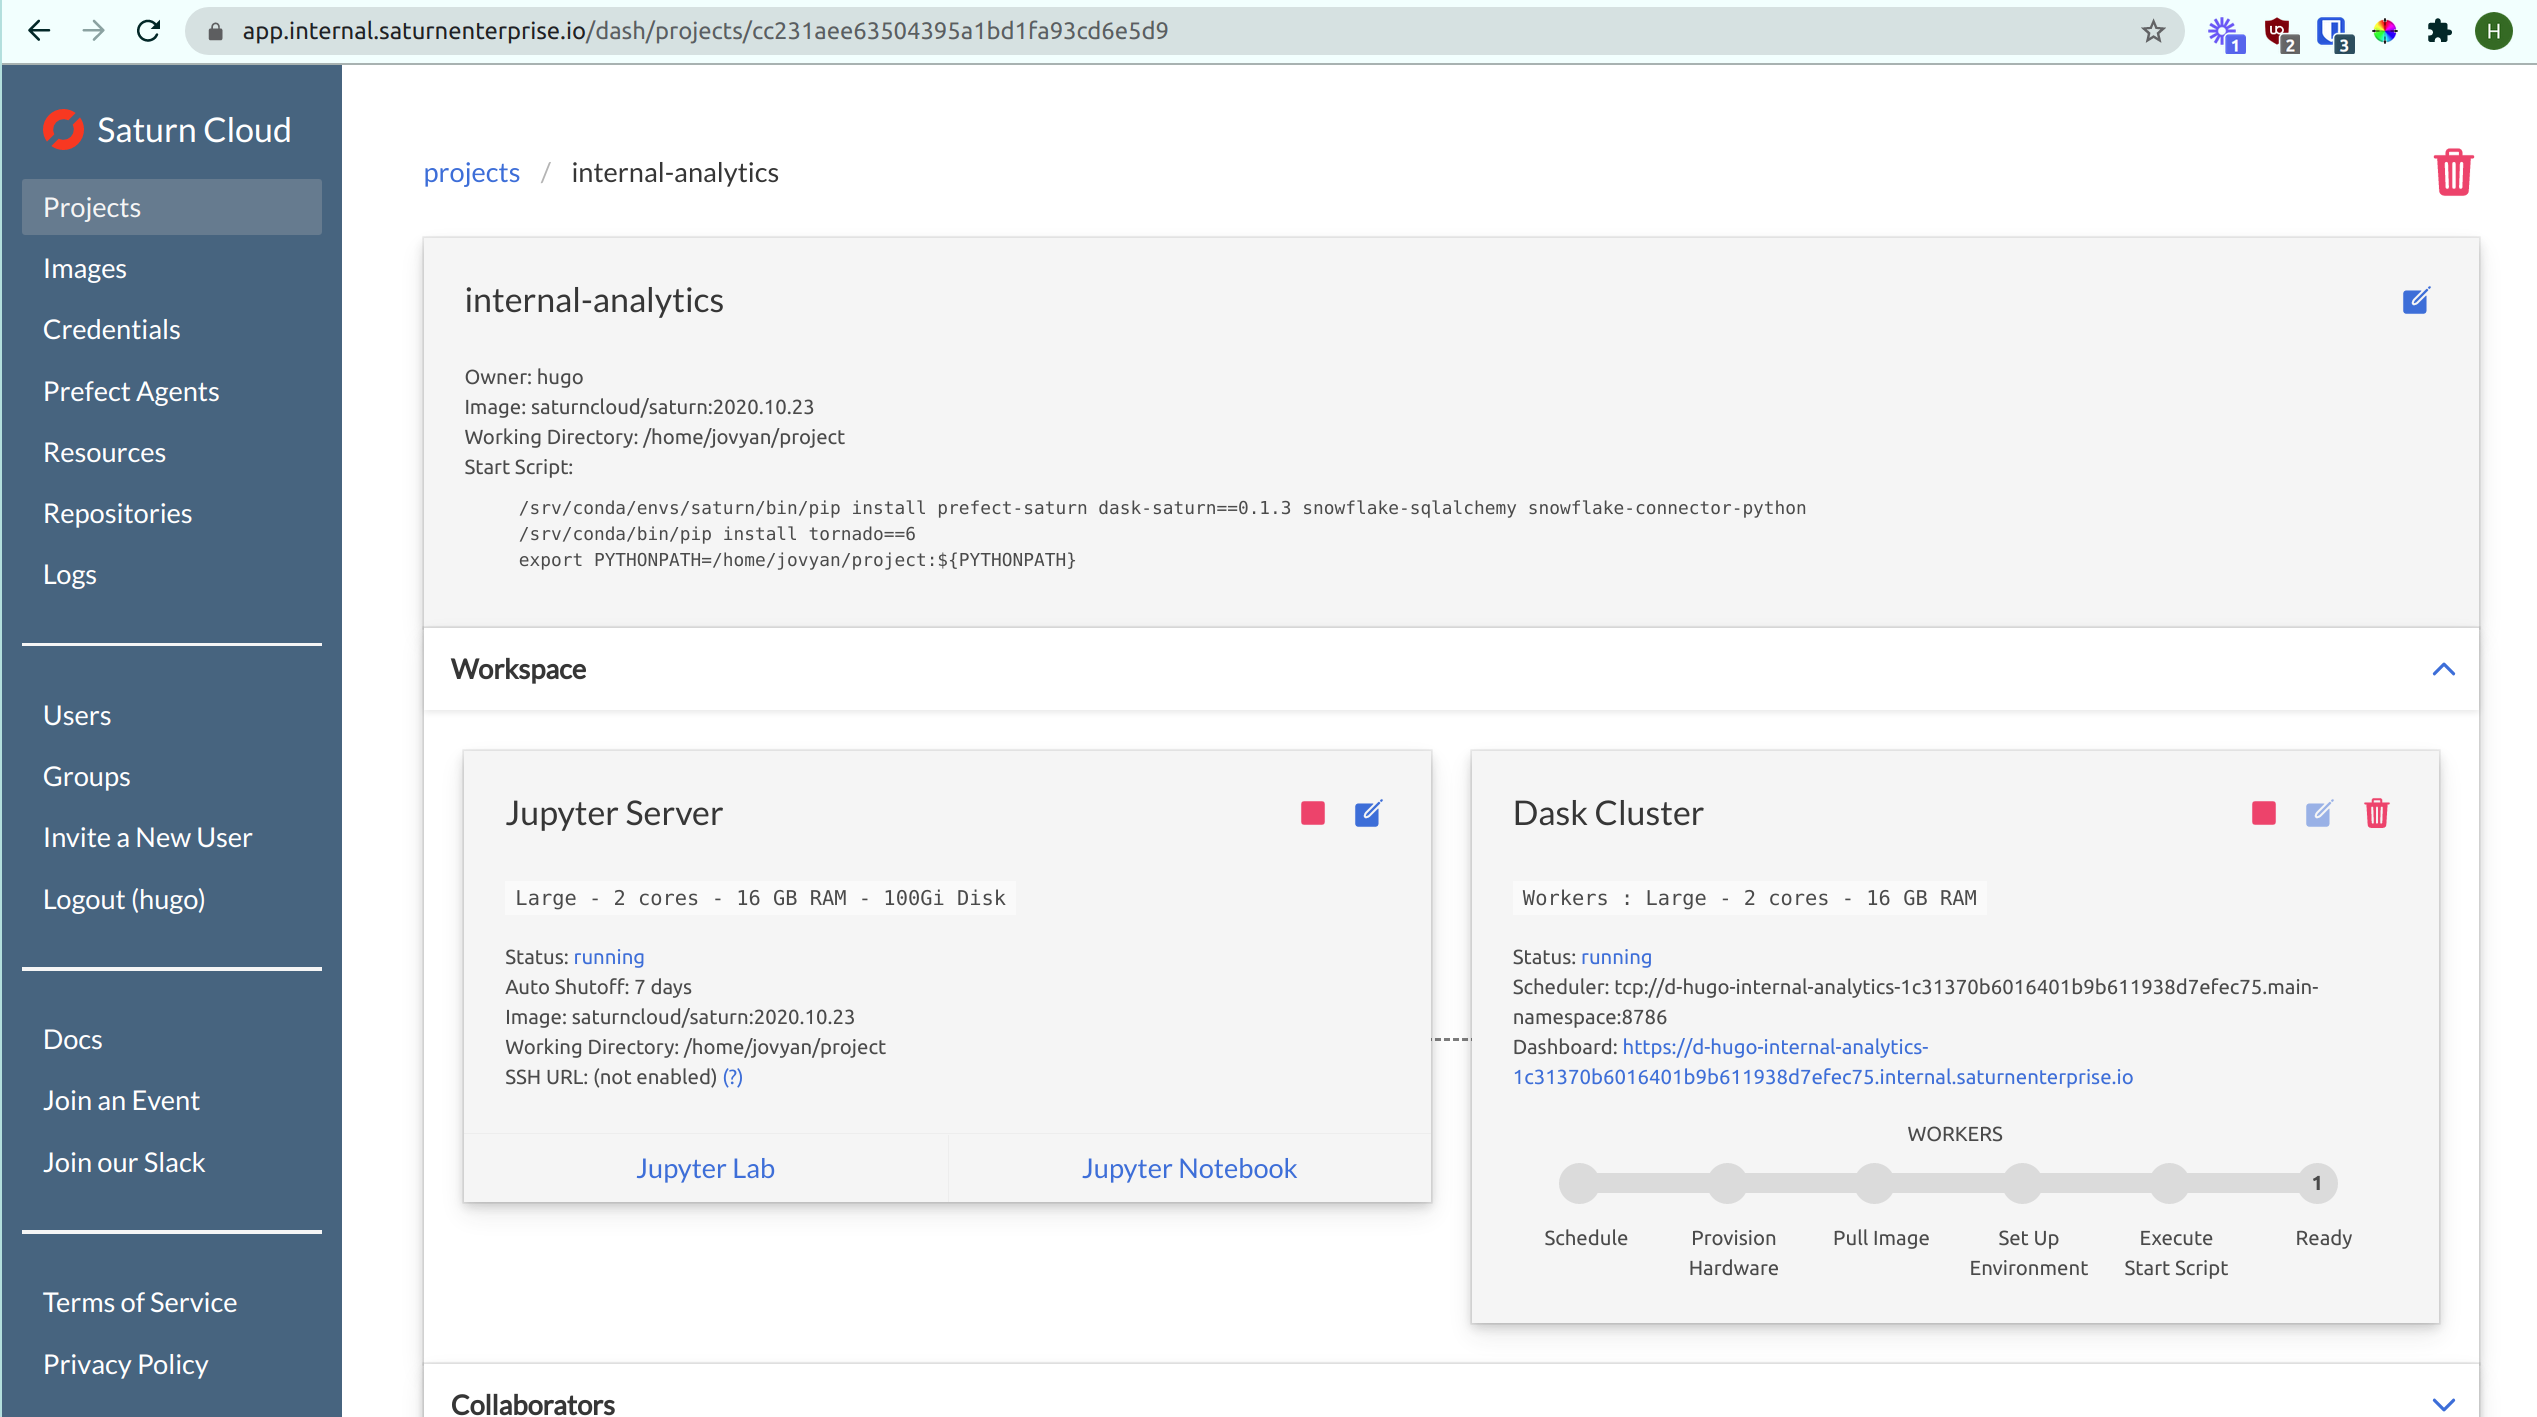 app.internal.saturnenterprise.io/dash/projects/cc231aee63504395a1bd1fa93cd6e5d9
1
2
3
H
Saturn Cloud
Projects
Images
Credentials
Prefect Agents
Resources
Repositories
Logs
Users
Groups
Invite a New User
Logout (hugo)
Docs
Join an Event
Join our Slack
Terms of Service
Privacy Policy
projects / internal-analytics
internal-analytics
Owner: hugo
Image: saturncloud/saturn:2020.10.23
Working Directory: /home/jovyan/project
Start Script:
/srv/conda/envs/saturn/bin/pip install prefect-saturn dask-saturn==0.1.3 snowflake-sqlalchemy snowflake-connector-python
/srv/conda/bin/pip install tornado==6
export PYTHONPATH=/home/jovyan/project:${PYTHONPATH}
Workspace
Jupyter Server
Large - 2 cores - 16 GB RAM - 100Gi Disk
Status: running
Auto Shutoff: 7 days
Image: saturncloud/saturn:2020.10.23
Working Directory: /home/jovyan/project
SSH URL: (not enabled) (?)
Jupyter Lab
Jupyter Notebook
Dask Cluster
Workers : Large - 2 cores - 16 GB RAM
Status: running
Scheduler: tcp://d-hugo-internal-analytics-1c31370b6016401b9b611938d7efec75.main-
namespace:8786
Dashboard: https://d-hugo-internal-analytics-
1c31370b6016401b9b611938d7efec75.internal.saturnenterprise.io
WORKERS
1
Schedule
Provision
Hardware
Pull Image
Set Up
Environment
Execute
Start Script
Ready
Collaborators